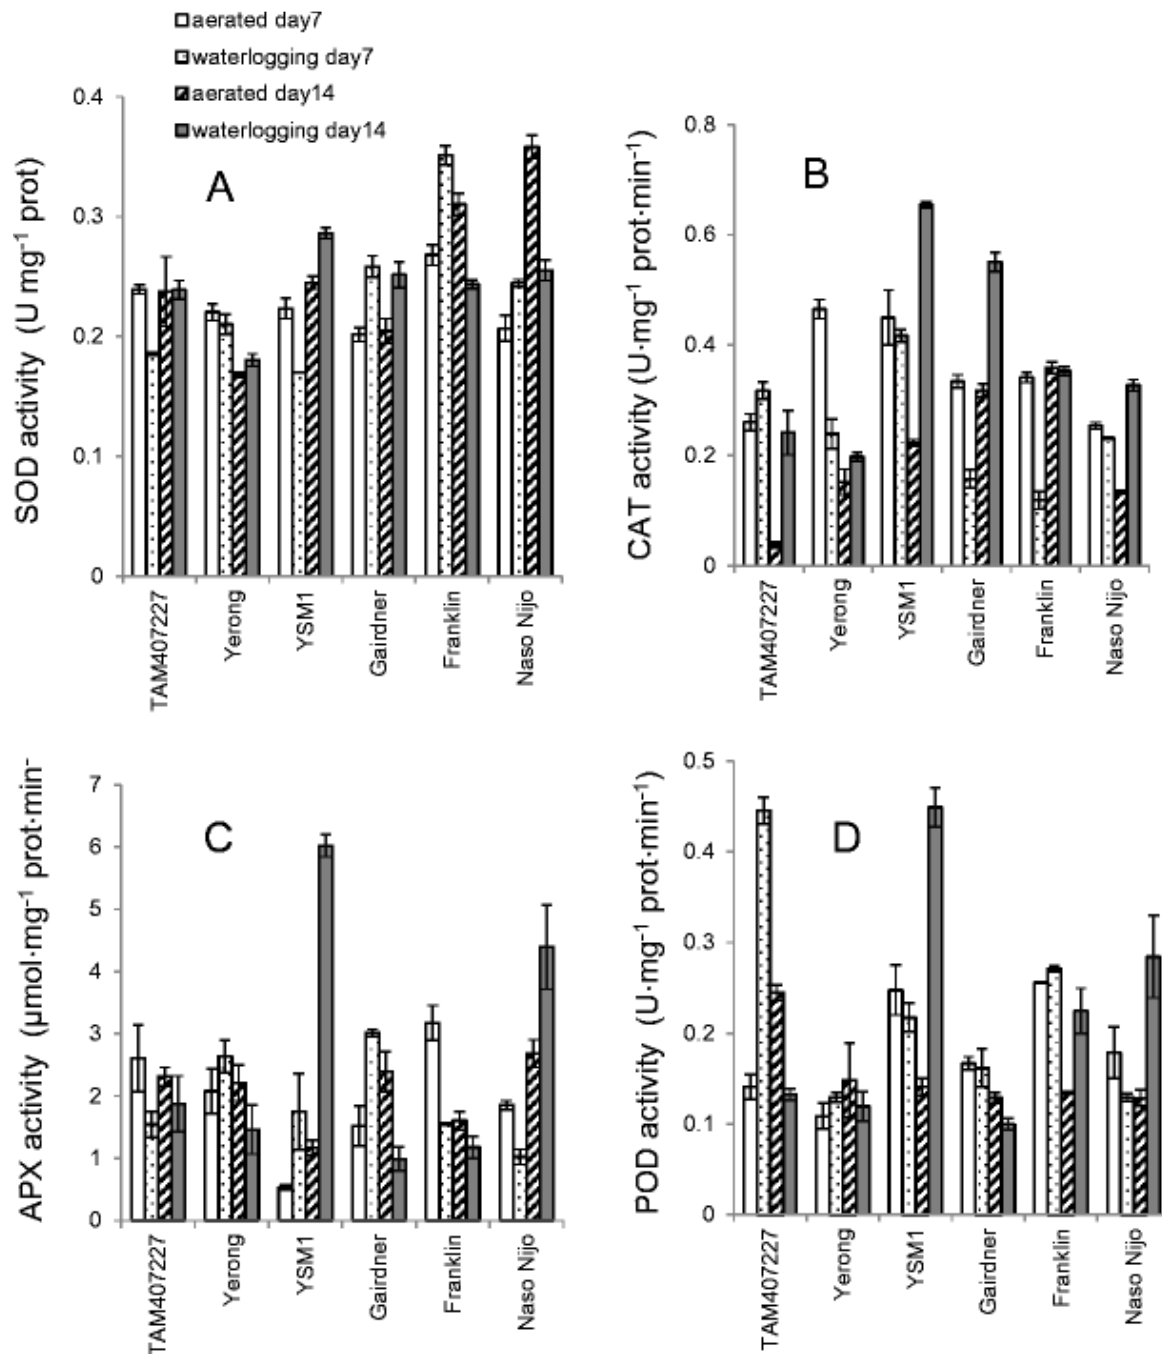 aerated day7
waterlogging day7
aerated day14
waterlogging day14
A
SOD activity (U mg⁻¹ prot)
0.4
0.3
0.2
0.1
0
TAM407227
Yerong
YSM1
Gairdner
Franklin
Naso Nijo
B
CAT activity (U·mg⁻¹ prot·min⁻¹)
0.8
0.6
0.4
0.2
0
TAM407227
Yerong
YSM1
Gairdner
Franklin
Naso Nijo
C
APX activity (μmol·mg⁻¹ prot·min⁻
7
6
5
4
3
2
1
0
TAM407227
Yerong
YSM1
Gairdner
Franklin
Naso Nijo
D
POD activity (U·mg⁻¹ prot·min⁻¹)
0.5
0.4
0.3
0.2
0.1
0
TAM407227
Yerong
YSM1
Gairdner
Franklin
Naso Nijo